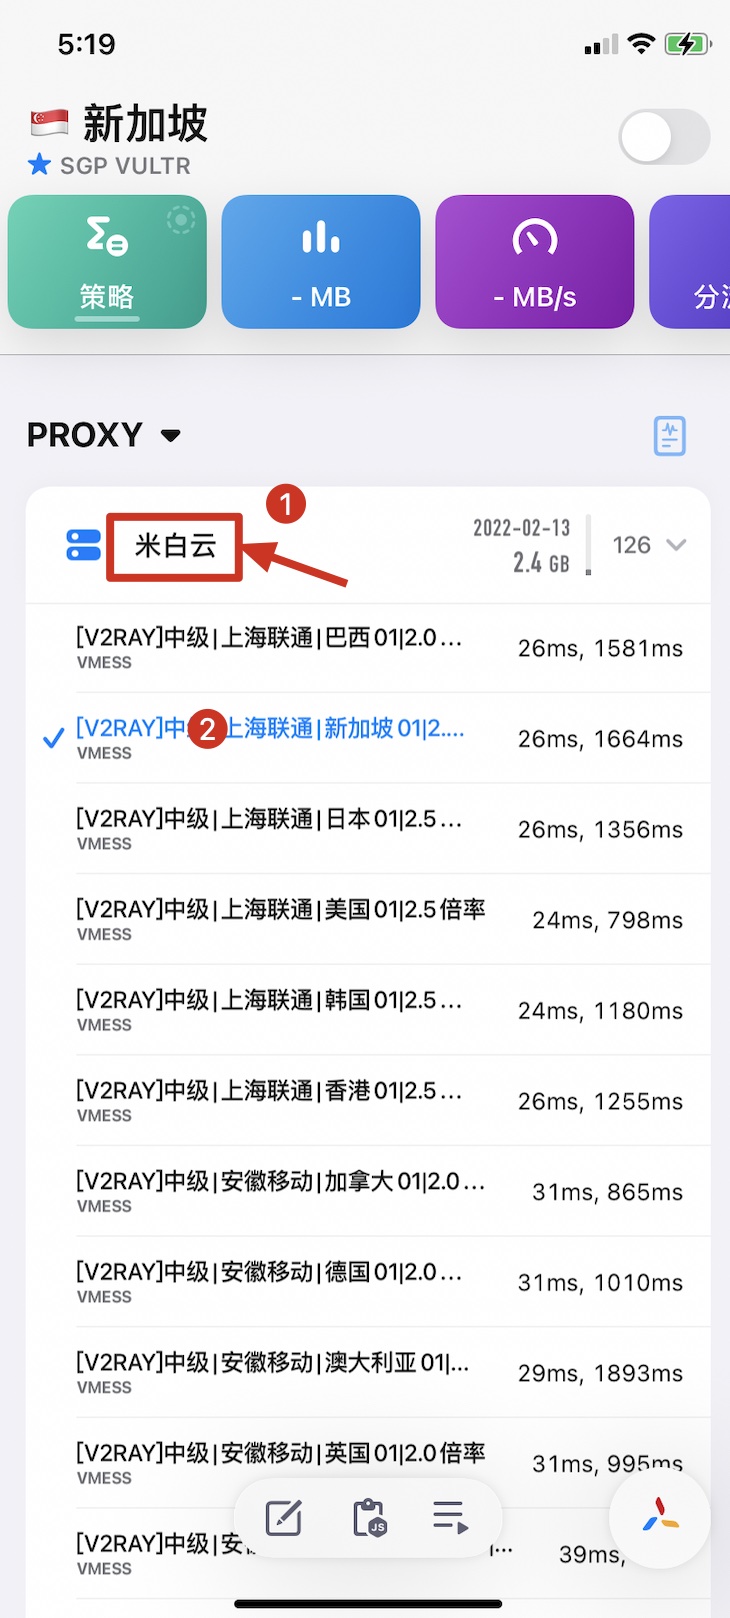 5:19
新加坡
SGP VULTR
策略
- MB
- MB/s
PROXY
1
米白云
2022-02-13
2.4 GB
126
[V2RAY]中级|上海联通|巴西01|2.0...
VMESS
26ms, 1581ms
[V2RAY]中 上海联通|新加坡01|2....
2
VMESS
26ms, 1664ms
[V2RAY]中级|上海联通|日本01|2.5...
VMESS
26ms, 1356ms
[V2RAY]中级|上海联通|美国01|2.5倍率
VMESS
24ms, 798ms
[V2RAY]中级|上海联通|韩国01|2.5...
VMESS
24ms, 1180ms
[V2RAY]中级|上海联通|香港01|2.5...
VMESS
26ms, 1255ms
[V2RAY]中级|安徽移动|加拿大01|2.0...
VMESS
31ms, 865ms
[V2RAY]中级|安徽移动|德国01|2.0...
VMESS
31ms, 1010ms
[V2RAY]中级|安徽移动|澳大利亚01|...
VMESS
29ms, 1893ms
[V2RAY]中级|安徽移动|英国01|2.0倍率
VMESS
31ms, 995ms
JS
[V2RAY]中级|安 |...
VMESS
39ms,